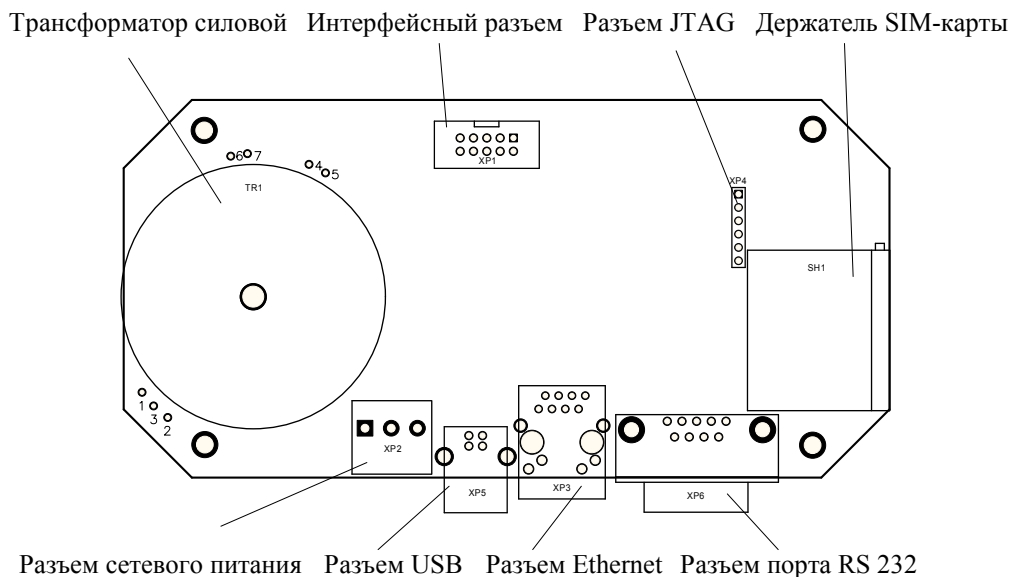 Трансформатор силовой Интерфейсный разъем Разъем JTAG Держатель SIM-карты
6 7 4 5
XP1
TR1
XP4
SH1
1 3 2
XP2
XP5
XP3
XP6
Разъем сетевого питания Разъем USB Разъем Ethernet Разъем порта RS 232